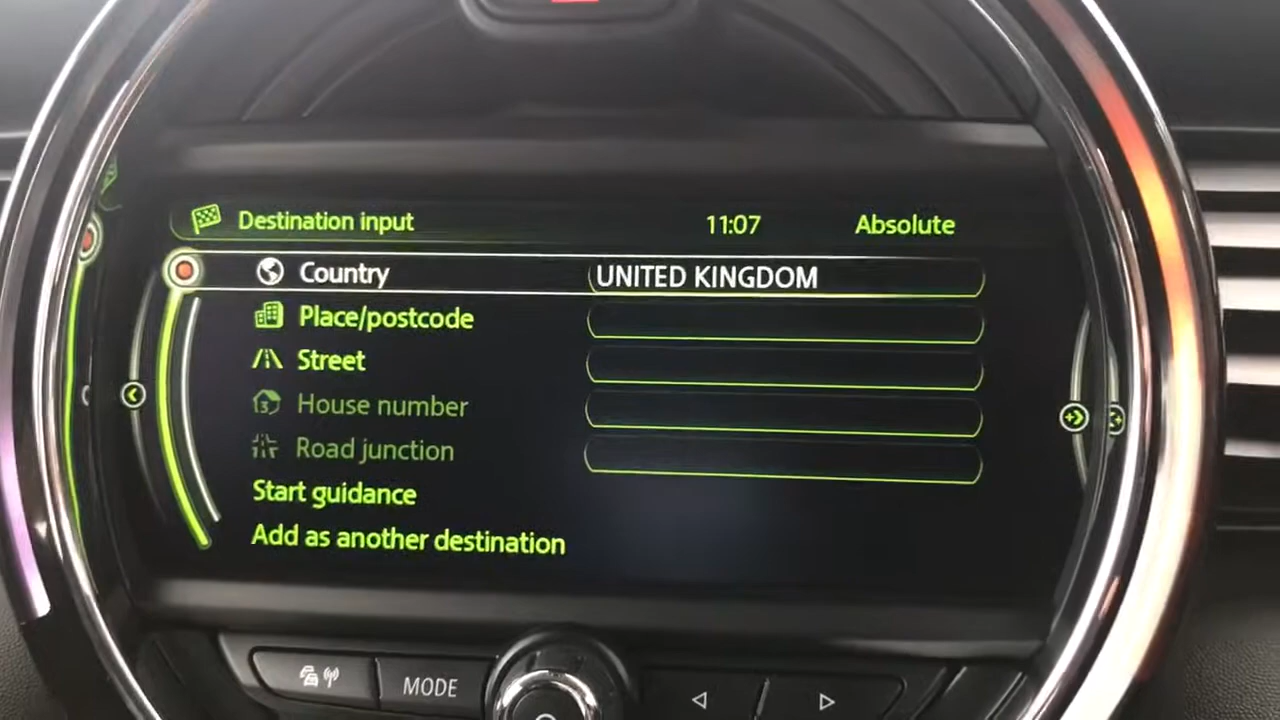 Destination input 11:07 Absolute
Country UNITED KINGDOM
Place/postcode
Street
House number
Road junction
Start guidance
Add as another destination
MODE